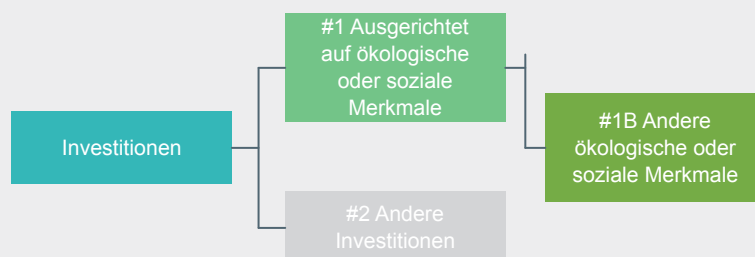 #1 Ausgerichtet
auf ökologische
oder soziale
Merkmale
Investitionen
#1B Andere
ökologische oder
soziale Merkmale
#2 Andere
Investitionen